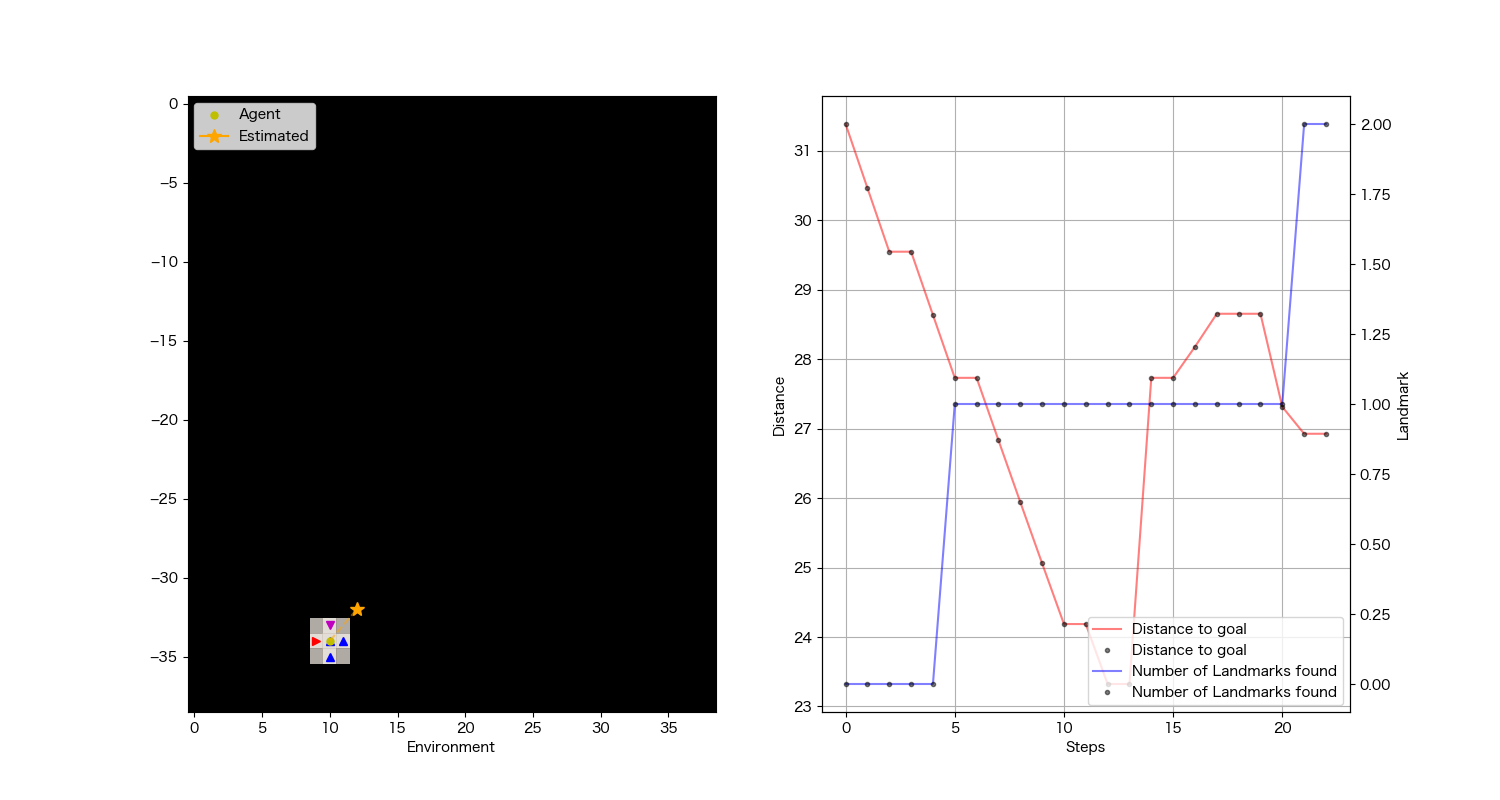 Agent
Estimated
0
−5
−10
−15
−20
−25
−30
−35
0 5 10 15 20 25 30 35
Environment
31
30
29
28
27
26
25
24
23
Distance
2.00
1.75
1.50
1.25
1.00
0.75
0.50
0.25
0.00
Landmark
Distance to goal
Distance to goal
Number of Landmarks found
Number of Landmarks found
0 5 10 15 20
Steps